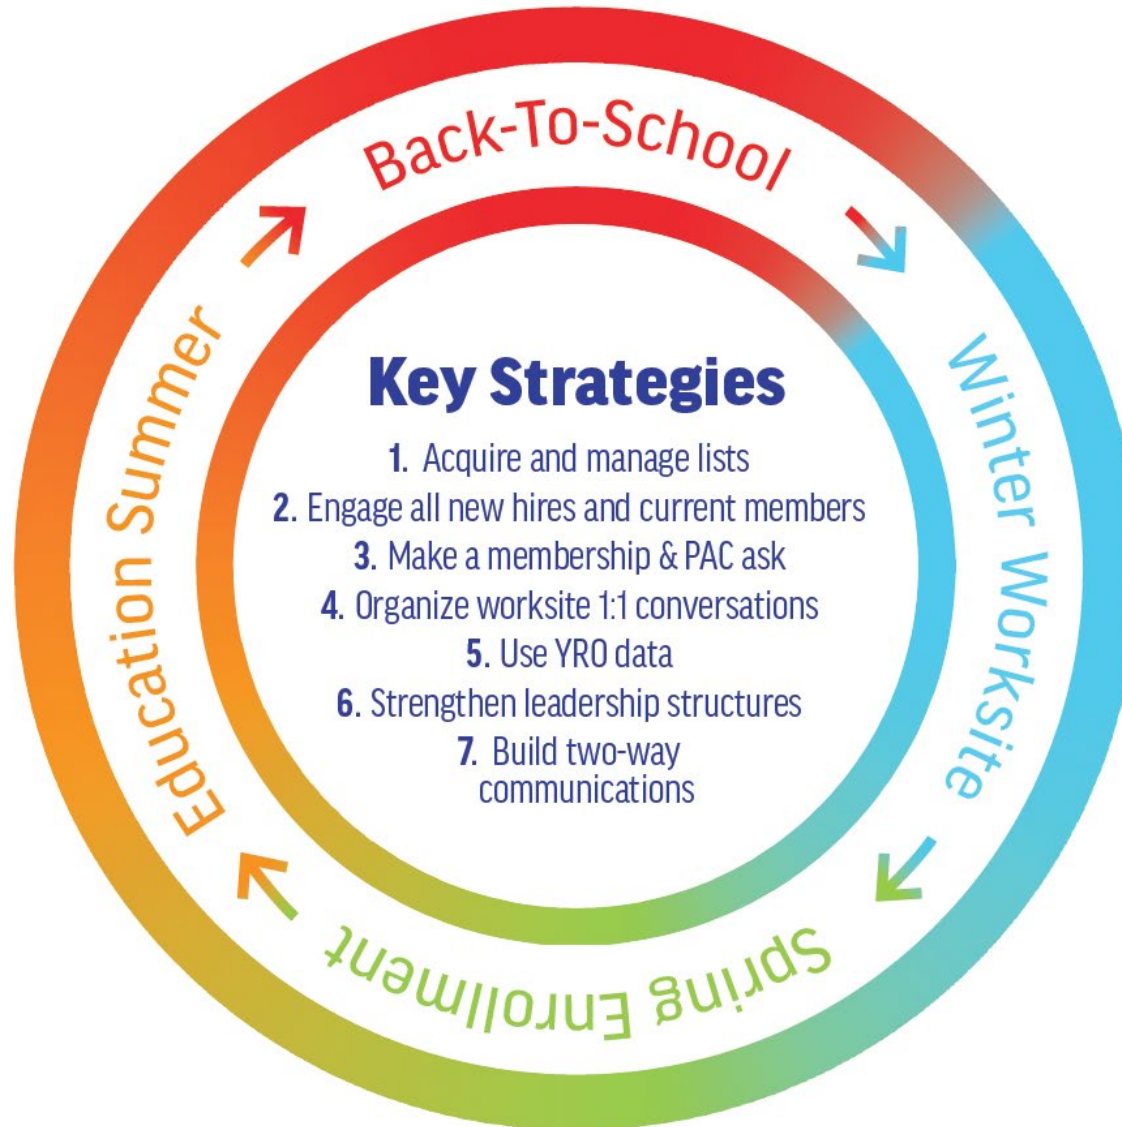 Back-To-School
Winter Worksite
Spring Enrollment
Education Summer
Key Strategies
1. Acquire and manage lists
2. Engage all new hires and current members
3. Make a membership & PAC ask
4. Organize worksite 1:1 conversations
5. Use YRO data
6. Strengthen leadership structures
7. Build two-way
communications